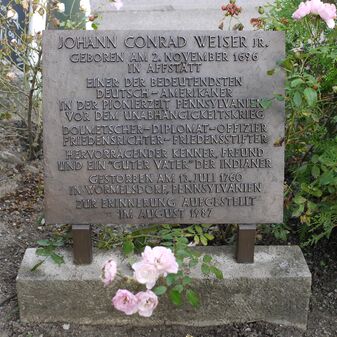 JOHANN CONRAD WEISER JR.
GEBOREN AM 2. NOVEMBER 1696
IN AFFSTÄTT
EINER DER BEDEUTENDSTEN
DEUTSCH-AMERIKANER
IN DER PIONIERZEIT PENNSYLVANIEN
VOR DEM UNABHÄNGIGKEITSKRIEG
DOLMETSCHER-DIPLOMAT-OFFIZIER
FRIEDENSRICHTER-FRIEDENSSTIFTER
HERVORRAGENDER KENNER, FREUND
UND EIN "GUTER VATER" DER INDIANER
GESTORBEN AM 13. JULI 1760
IN WORMELSDORF, PENNSYLVANIEN
ZUR ERINNERUNG AUFGESTELLT
IM AUGUST 1987